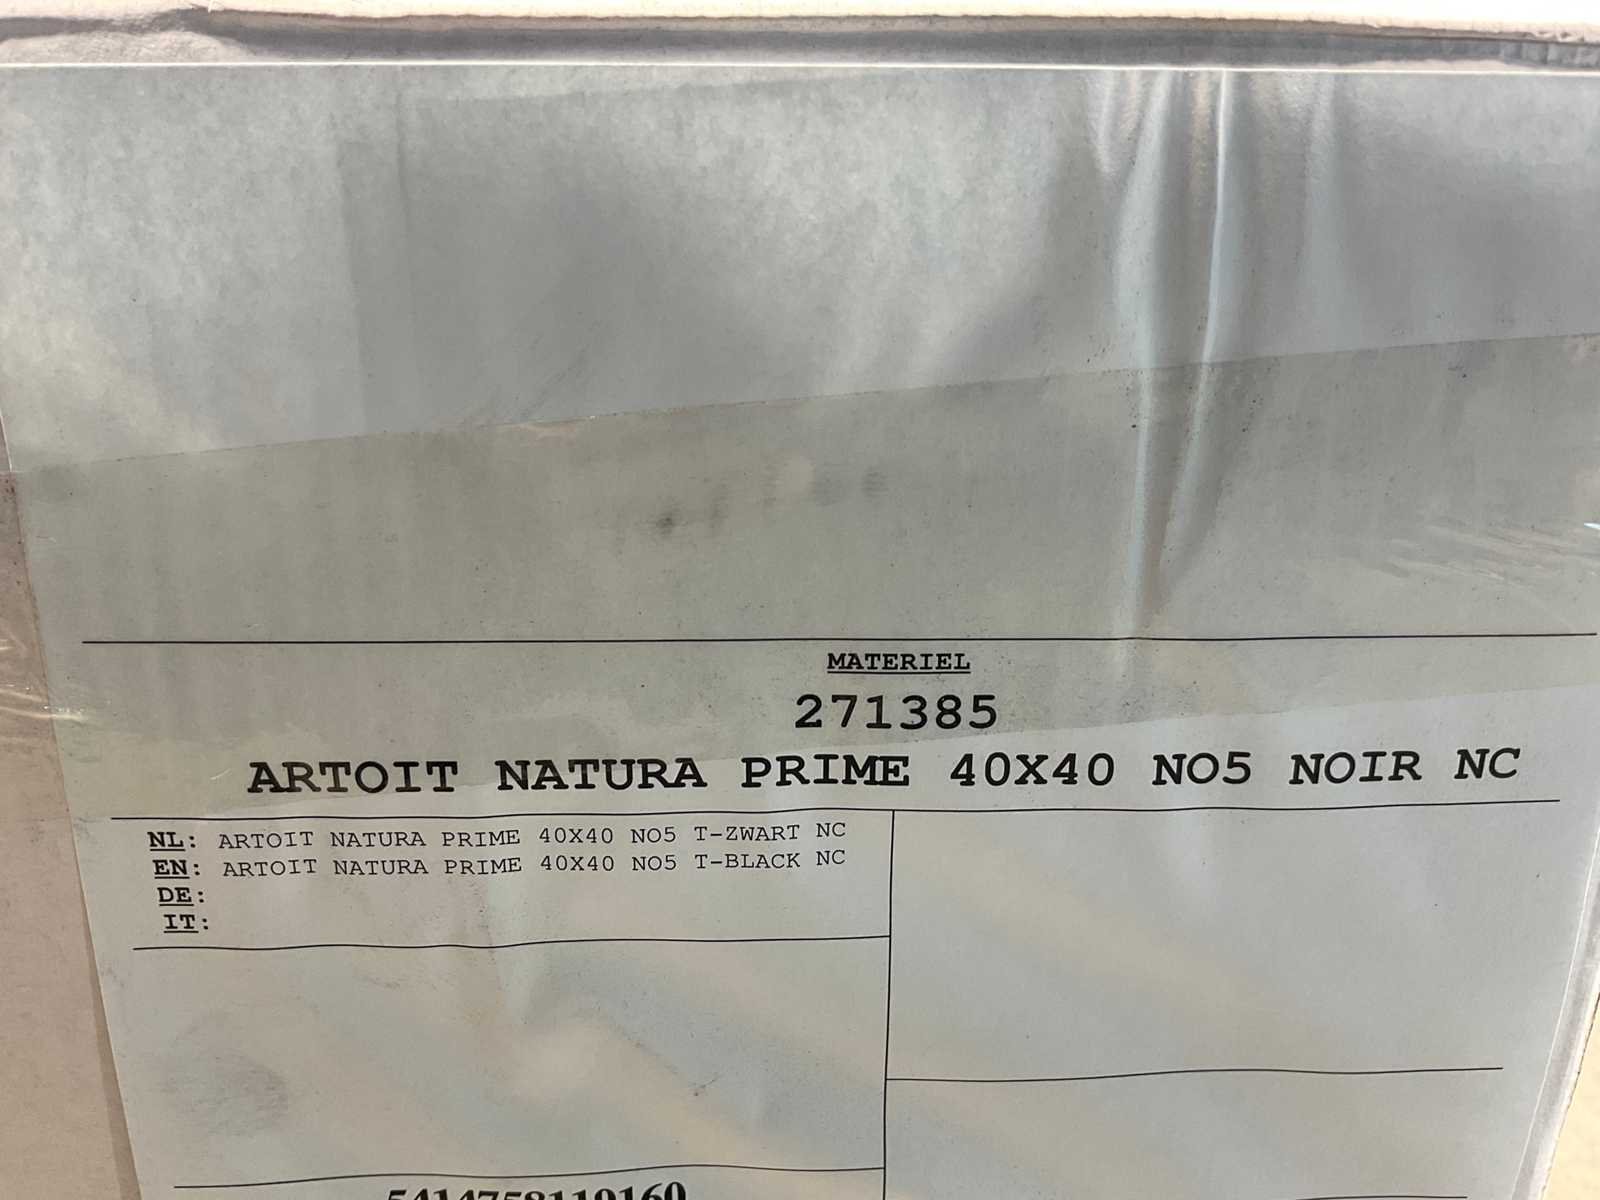 MATERIEL
271385
ARTOIT NATURA PRIME 40X40 NO5 NOIR NC
NL: ARTOIT NATURA PRIME 40X40 NO5 T-ZWART NC
EN: ARTOIT NATURA PRIME 40X40 NO5 T-BLACK NC
DE:
IT:
5414758119160